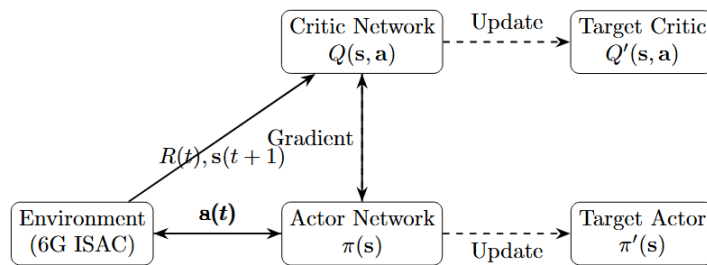 Critic Network
Q(s, a)
Update
Target Critic
Q′(s, a)
Gradient
R(t), s(t + 1)
Environment
(6G ISAC)
a(t)
Actor Network
π(s)
Update
Target Actor
π′(s)